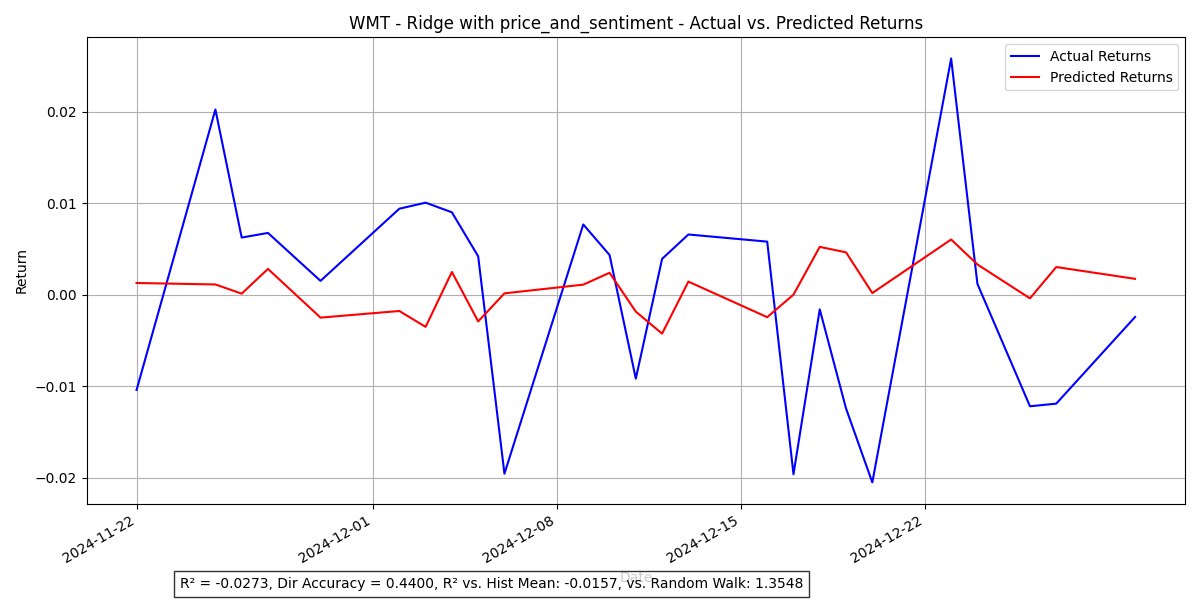 WMT - Ridge with price_and_sentiment - Actual vs. Predicted Returns
Actual Returns
Predicted Returns
Return
0.02
0.01
0.00
−0.01
−0.02
2024-11-22
2024-12-01
2024-12-08
2024-12-15
2024-12-22
Date
R² = -0.0273, Dir Accuracy = 0.4400, R² vs. Hist Mean: -0.0157, vs. Random Walk: 1.3548